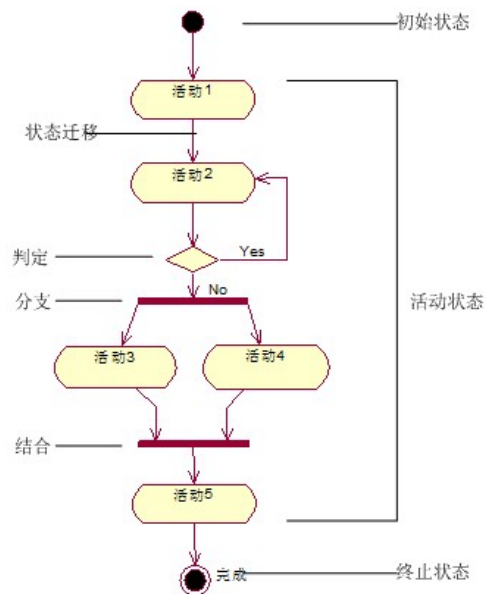 初始状态
活动1
状态迁移
活动2
判定
Yes
分支
No
活动状态
活动3
活动4
结合
活动5
完成
终止状态